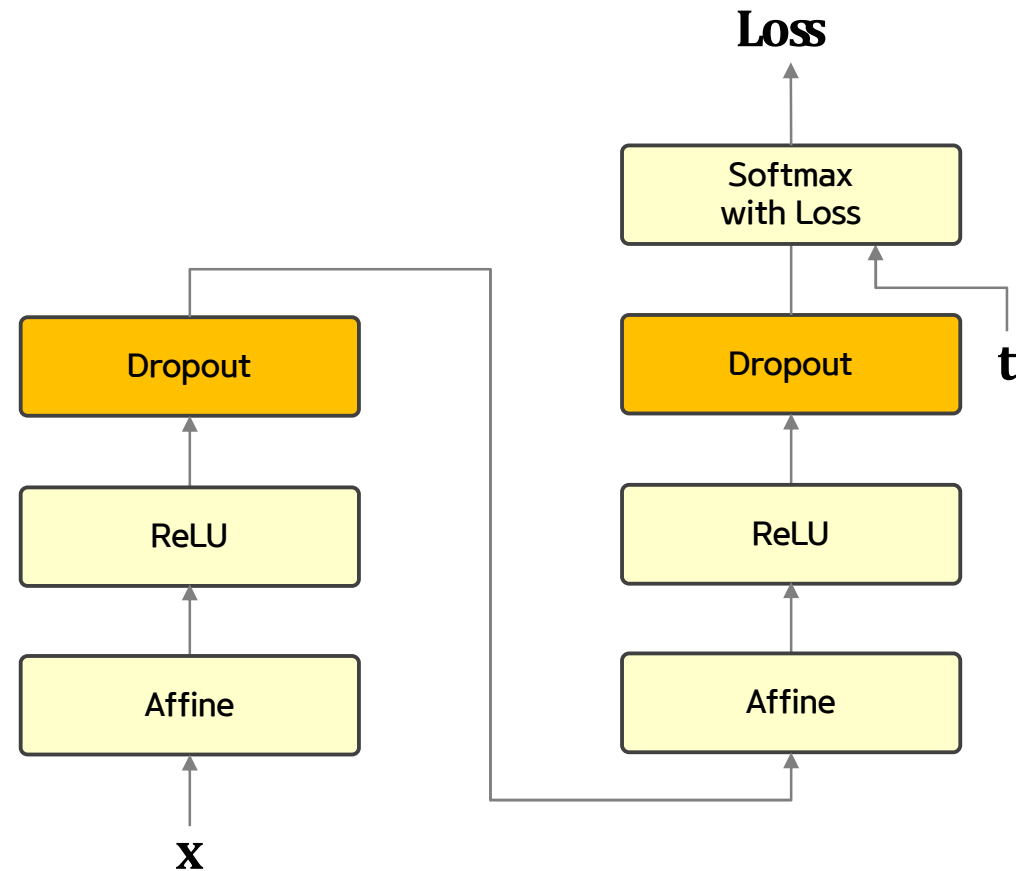 Loss
Softmax
with Loss
Dropout
Dropout
t
ReLU
ReLU
Affine
Affine
x